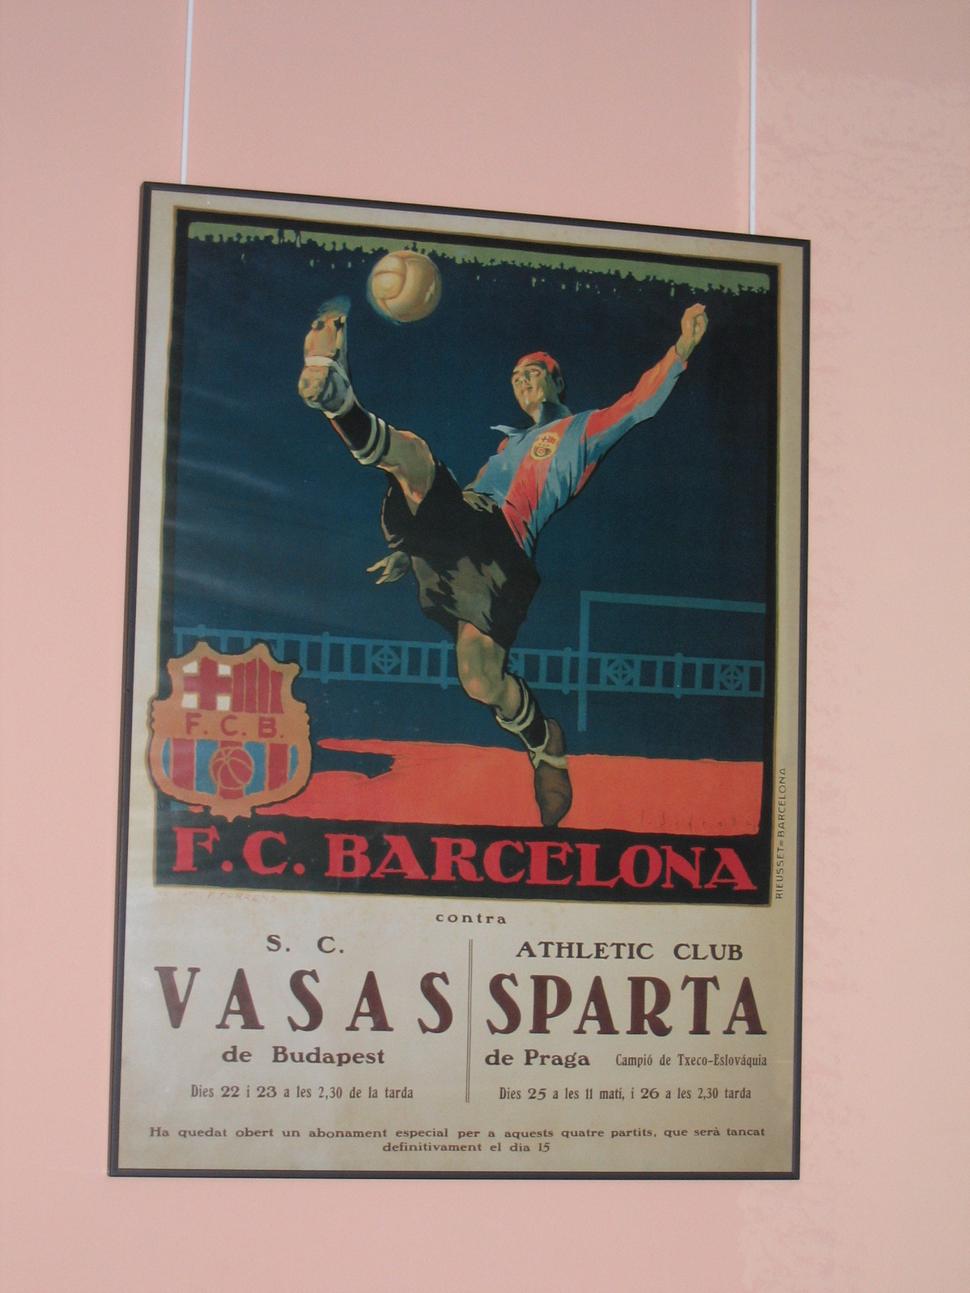 F. C. B.
F.C. BARCELONA
RIEUSSET=BARCELONA
contra
S. C.
VASAS
de Budapest
Dies 22 i 23 a les 2,30 de la tarda
ATHLETIC CLUB
SPARTA
de Praga Campió de Txeco-Eslováquia
Dies 25 a les 11 matí, i 26 a les 2,30 tarda
Ha quedat obert un abonament especial per a aquests quatre partits, que serà tancat
definitivament el dia 15